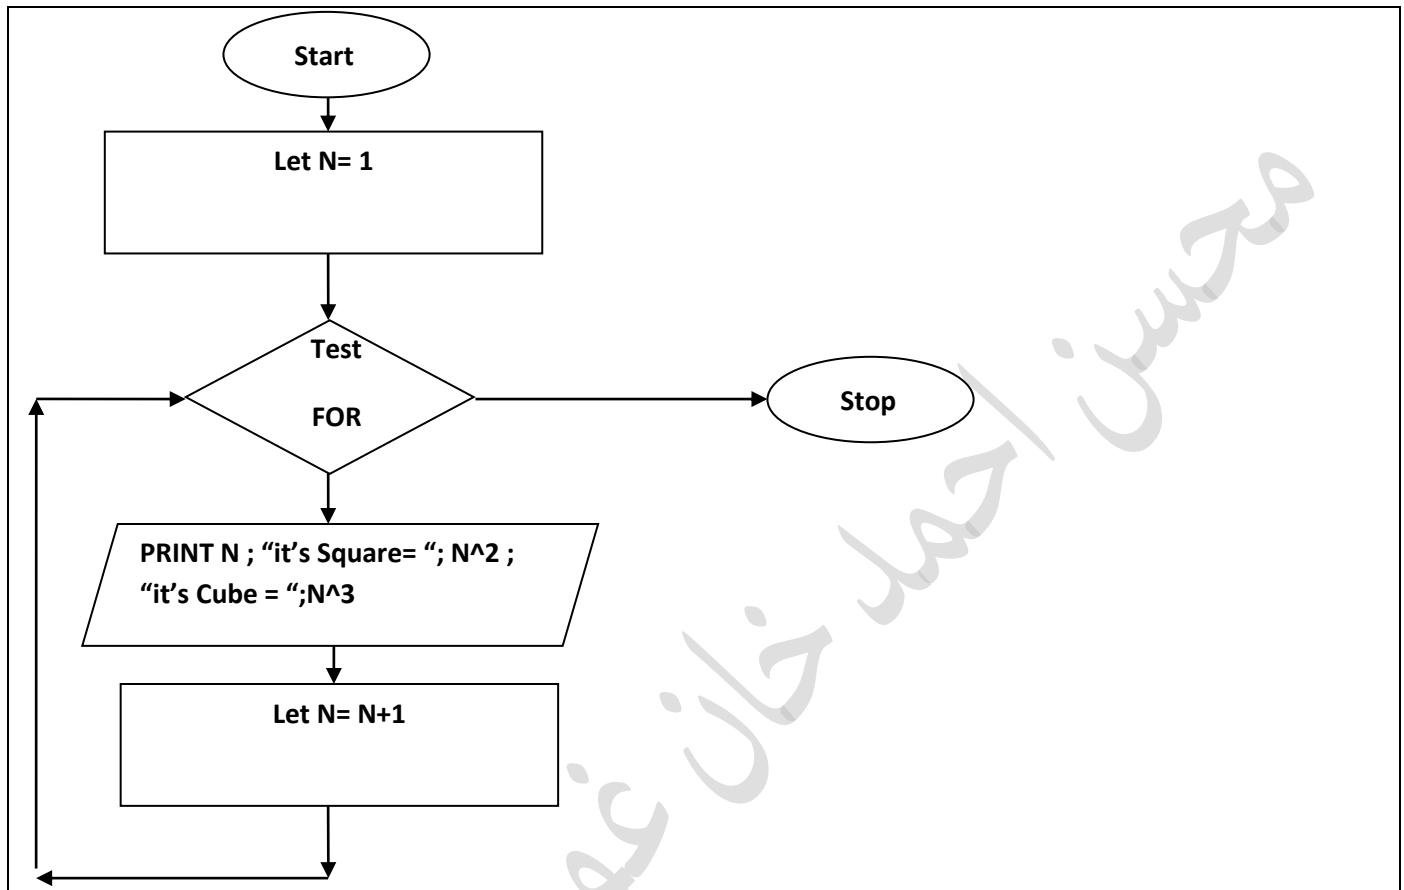 Start
Let N= 1
Test
FOR
Stop
PRINT N ; “it’s Square= “; N^2 ;
“it’s Cube = “;N^3
Let N= N+1
محسن احمد خان